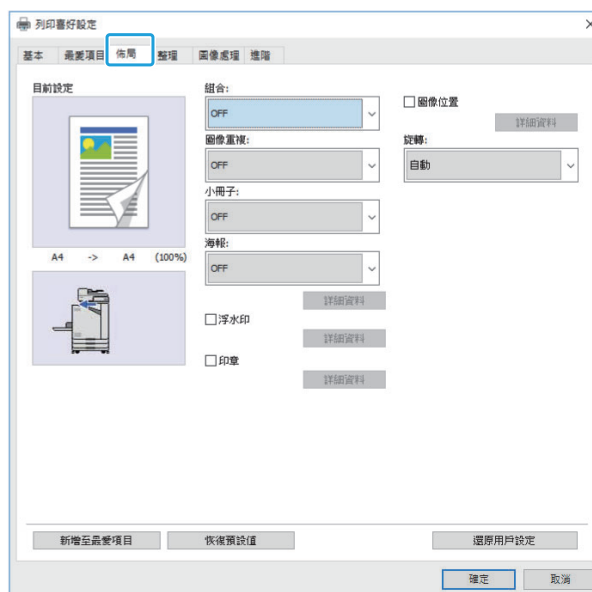 列印喜好設定
基本 最愛項目 佈局 整理 圖像處理 進階
目前設定
A4 -> A4 (100%)
組合:
OFF
圖像重複:
OFF
小冊子:
OFF
海報:
OFF
詳細資料
浮水印
詳細資料
印章
詳細資料
圖像位置
詳細資料
旋轉:
自動
新增至最愛項目 恢復預設值 還原用戶設定
確定 取消